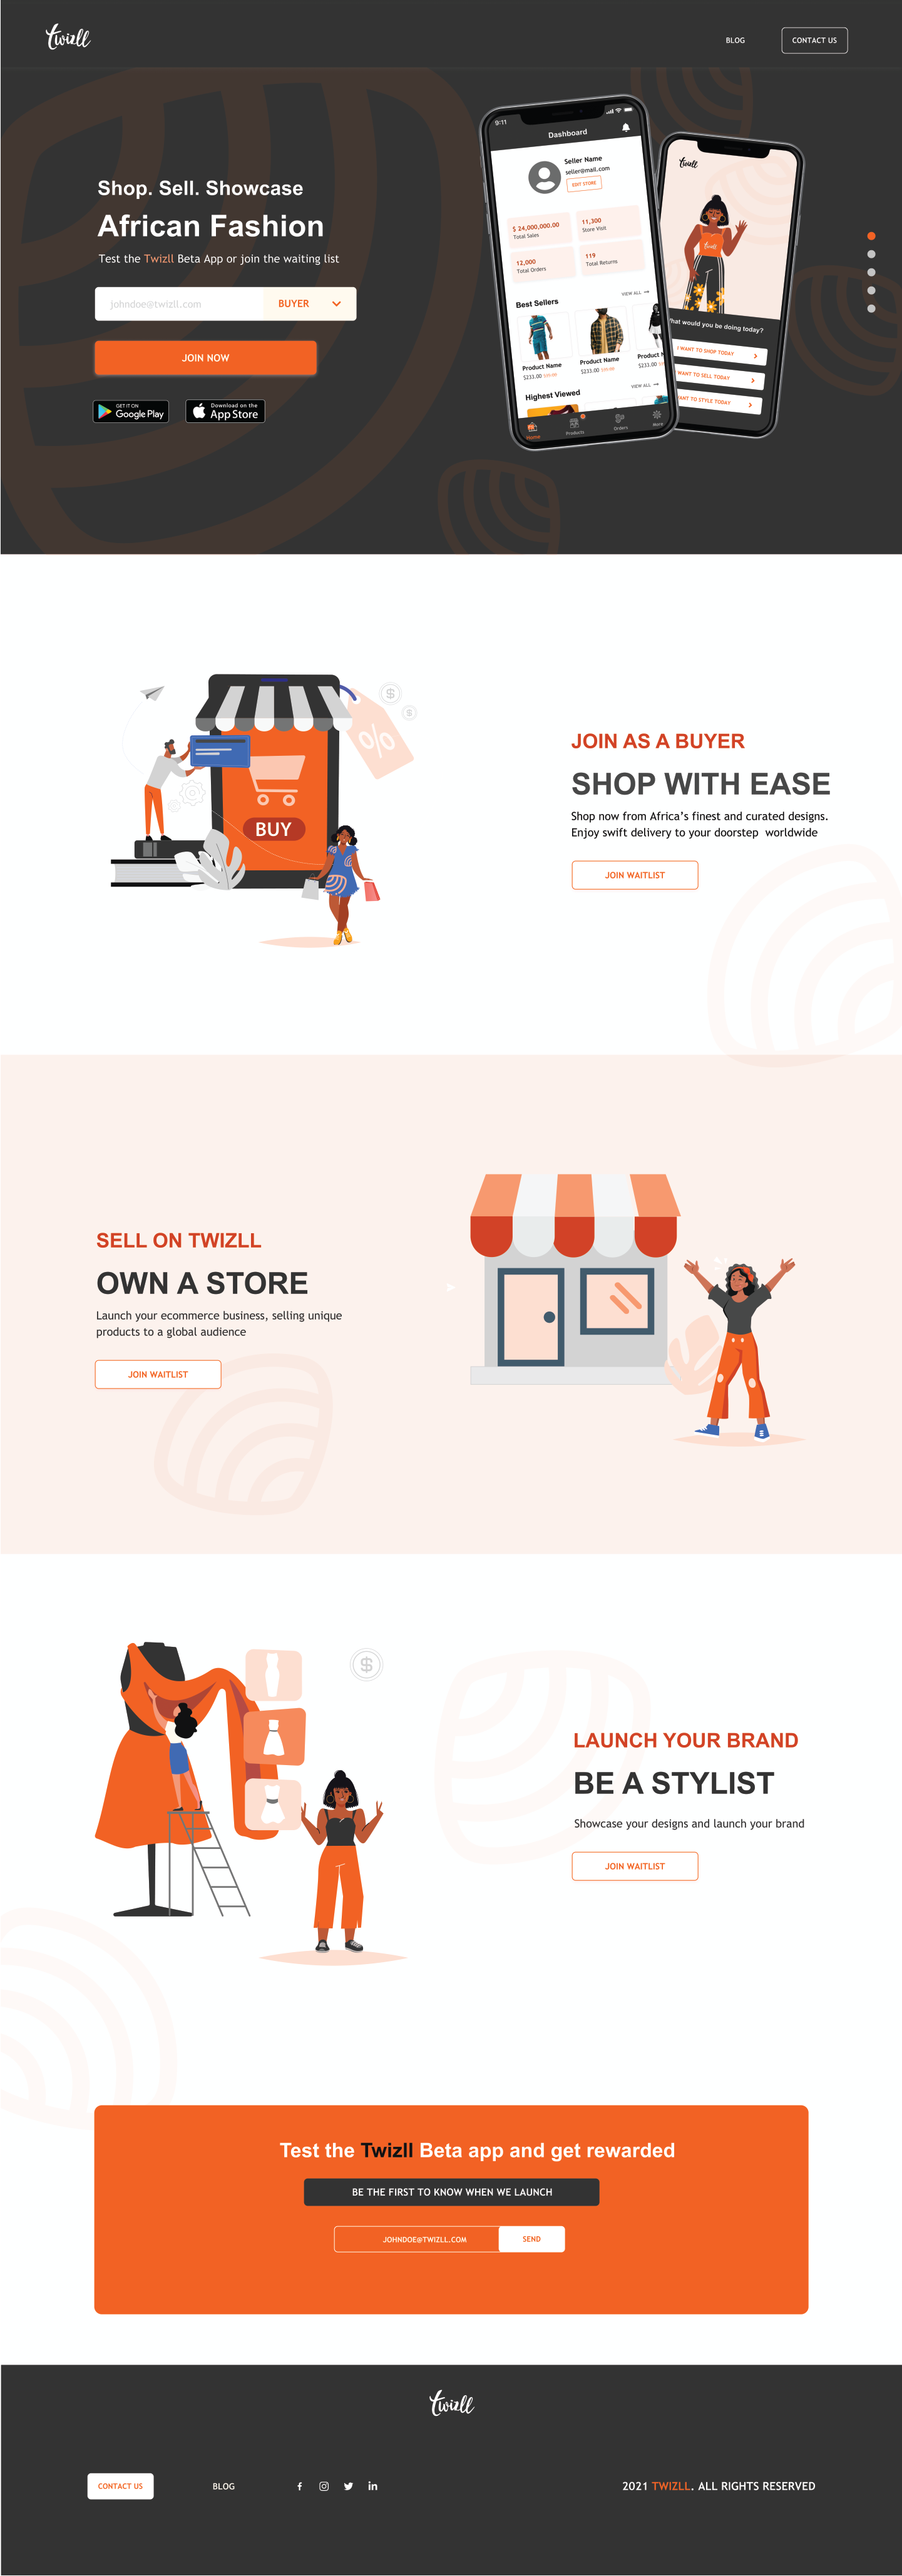 twizll
BLOG
CONTACT US
Shop. Sell. Showcase
African Fashion
Test the Twizll Beta App or join the waiting list
johndoe@twizll.com
BUYER
JOIN NOW
GET IT ON
Google Play
Download on the
App Store
9:11
Dashboard
Seller Name
seller@mail.com
EDIT STORE
$ 24,000,000.00
Total Sales
11,300
Store Visit
12,000
Total Orders
119
Total Returns
Best Sellers
VIEW ALL
Product Name
$233.00
Product Name
$233.00
Product N
$233.00
Highest Viewed
VIEW ALL
Home
Products
Orders
More
twizll
twizll
hat would you be doing today?
I WANT TO SHOP TODAY
WANT TO SELL TODAY
ANT TO STYLE TODAY
%
$
$
BUY
JOIN AS A BUYER
SHOP WITH EASE
Shop now from Africa's finest and curated designs.
Enjoy swift delivery to your doorstep worldwide
JOIN WAITLIST
SELL ON TWIZLL
OWN A STORE
Launch your ecommerce business, selling unique
products to a global audience
JOIN WAITLIST
$
LAUNCH YOUR BRAND
BE A STYLIST
Showcase your designs and launch your brand
JOIN WAITLIST
Test the Twizll Beta app and get rewarded
BE THE FIRST TO KNOW WHEN WE LAUNCH
JOHNDOE@TWIZLL.COM
SEND
twizll
CONTACT US
BLOG
f
in
2021 TWIZLL. ALL RIGHTS RESERVED